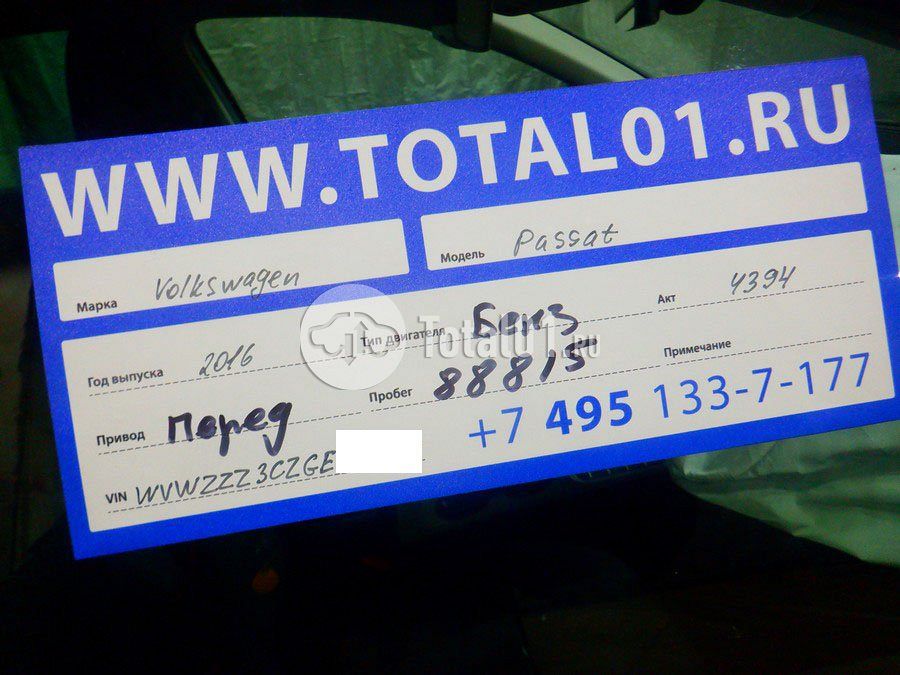 WWW.TOTAL01.RU
Марка Volkswagen
Модель Passat
Год выпуска 2016
Тип двигателя Бенз
Акт 4394
Привод Перед
Пробег 88815
Примечание
+7 495 133-7-177
VIN WVWZZZ3CZGE
Total01.ru